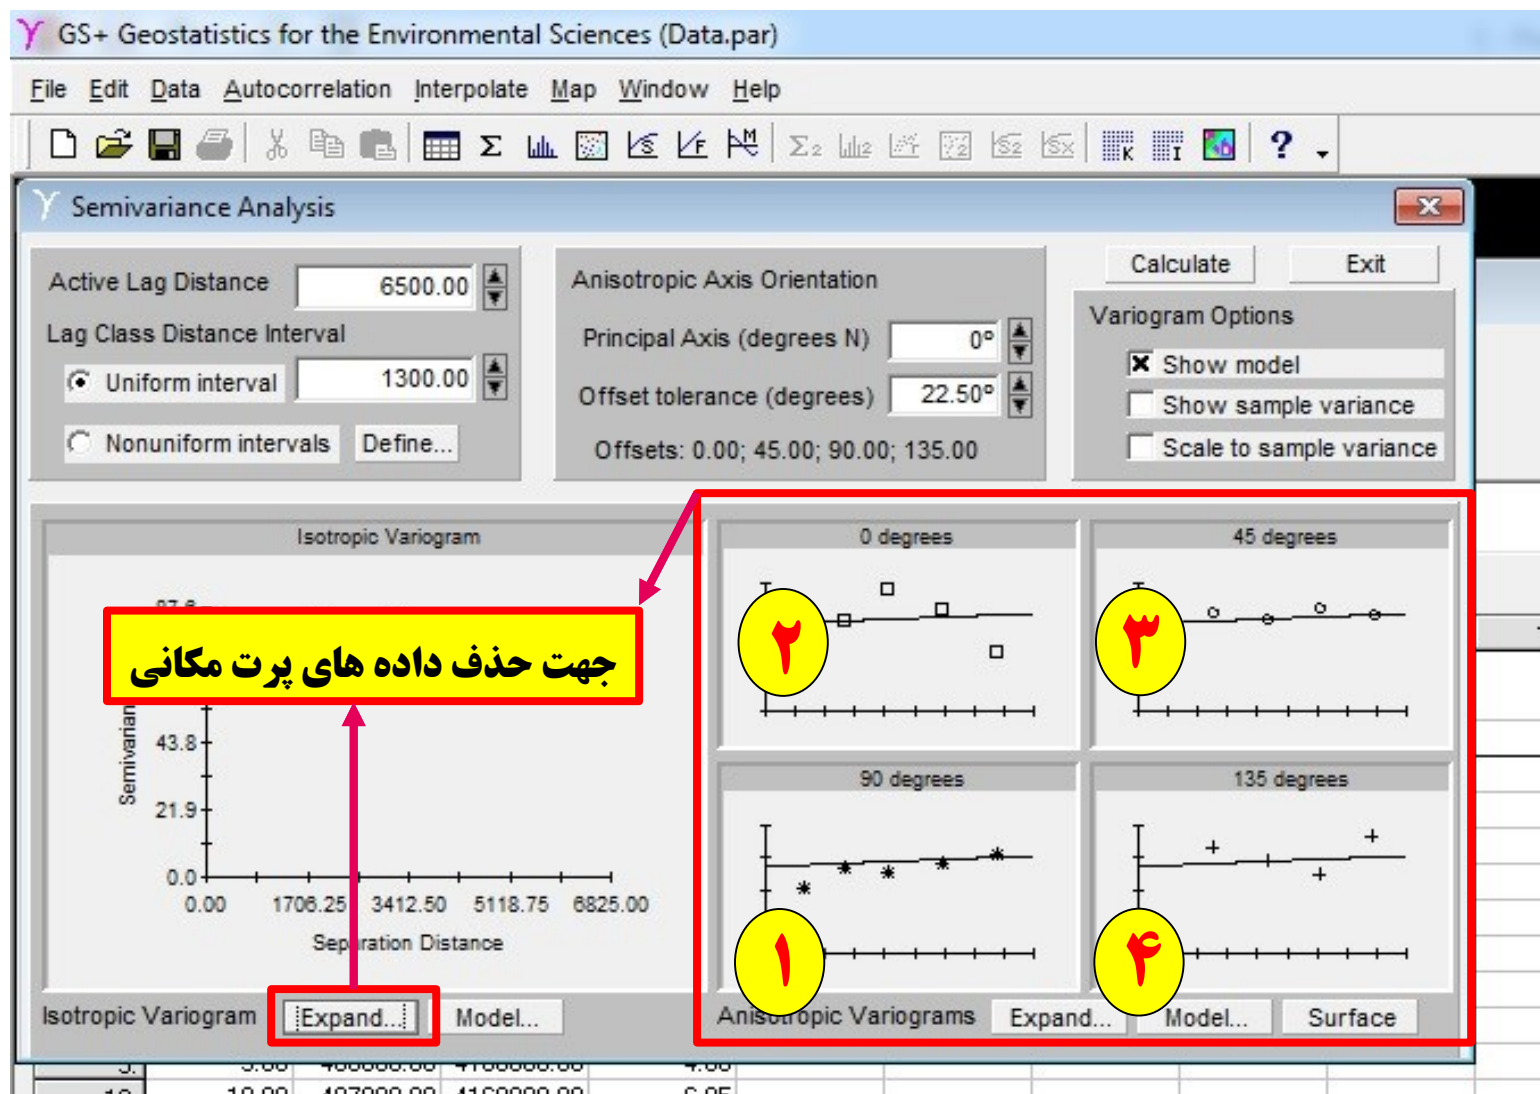 GS+ Geostatistics for the Environmental Sciences (Data.par)
File Edit Data Autocorrelation Interpolate Map Window Help
Semivariance Analysis
Active Lag Distance 6500.00
Lag Class Distance Interval
Uniform interval 1300.00
Nonuniform intervals Define...
Anisotropic Axis Orientation
Principal Axis (degrees N) 0°
Offset tolerance (degrees) 22.50°
Offsets: 0.00; 45.00; 90.00; 135.00
Calculate Exit
Variogram Options
Show model
Show sample variance
Scale to sample variance
Isotropic Variogram
جهت حذف داده های پرت مکانی
43.8
21.9
0.0
0.00 1706.25 3412.50 5118.75 6825.00
Separation Distance
0 degrees
۲
45 degrees
۳
90 degrees
۱
135 degrees
۴
Isotropic Variogram Expand... Model...
Anisotropic Variograms Expand... Model... Surface